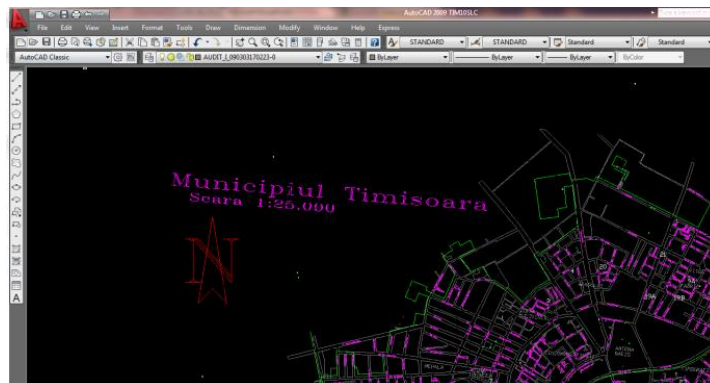 AutoCAD 2009 TIM10SLC
File Edit View Insert Format Tools Draw Dimension Modify Window Help Express
STANDARD STANDARD Standard Standard
AutoCAD Classic AUDIT_I_090303170223-0 ByLayer ByLayer ByLayer ByColor
Municipiul Timisoara
Scara 1:25.000
N
A